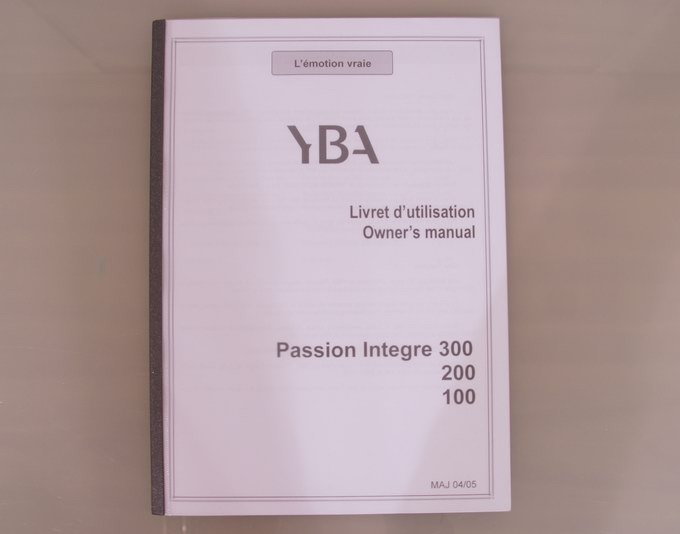 L'émotion vraie
YBA
Livret d'utilisation
Owner's manual
Passion Integre 300
200
100
MAJ 04/05